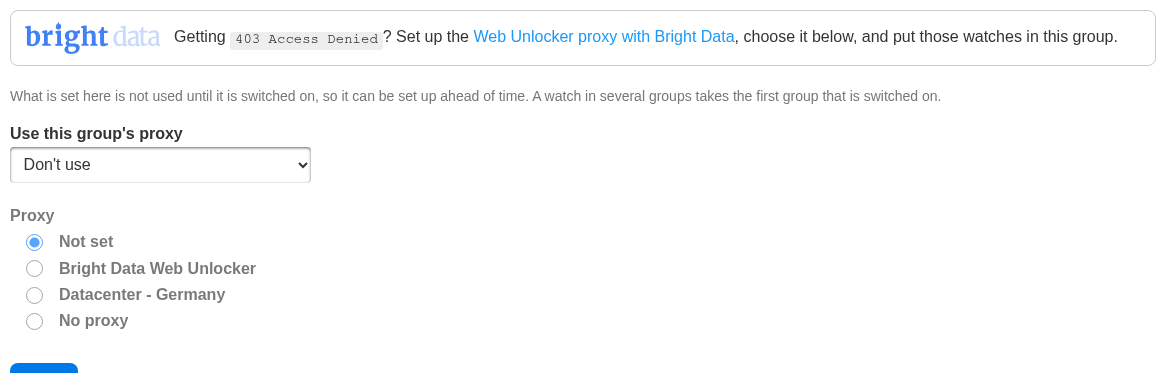 bright data Getting 403 Access Denied? Set up the Web Unlocker proxy with Bright Data, choose it below, and put those watches in this group.
What is set here is not used until it is switched on, so it can be set up ahead of time. A watch in several groups takes the first group that is switched on.
Use this group's proxy
Don't use
Proxy
Not set
Bright Data Web Unlocker
Datacenter - Germany
No proxy